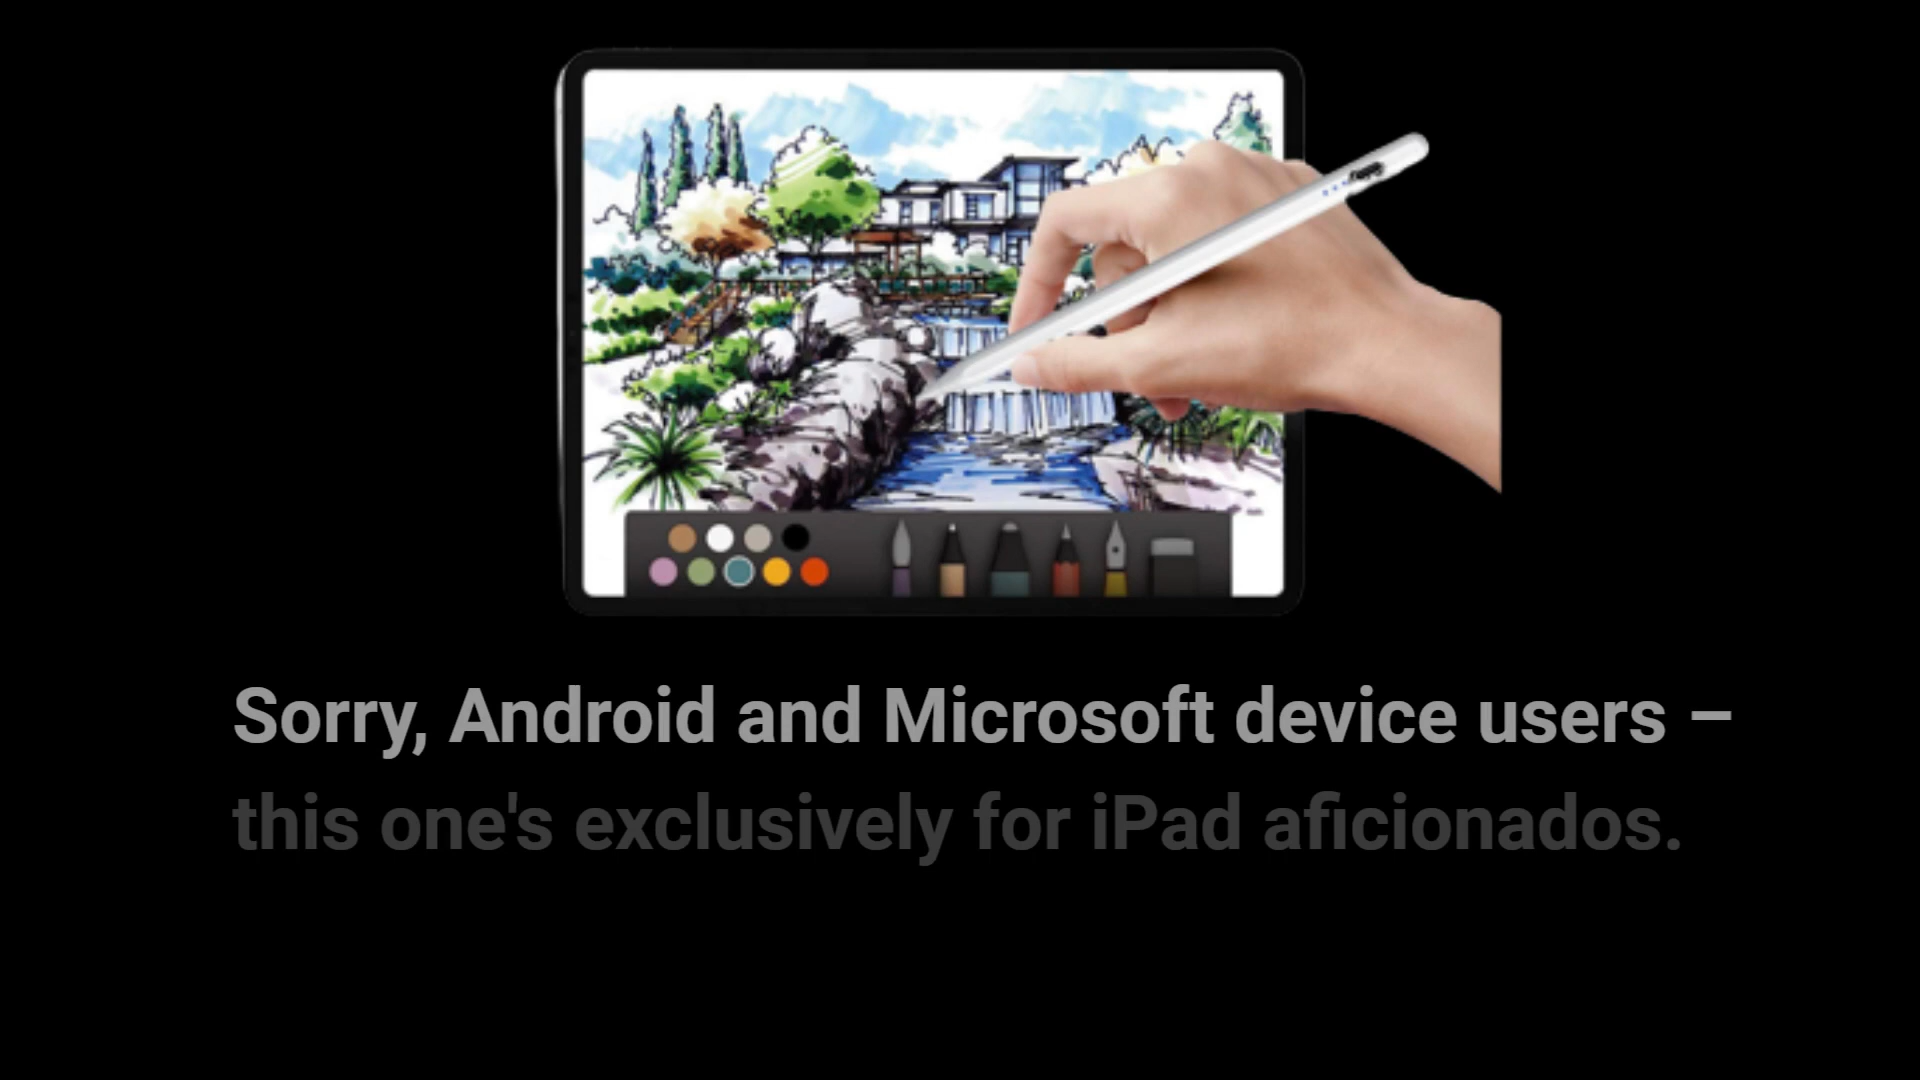 Sorry, Android and Microsoft device users –
this one's exclusively for iPad aficionados.